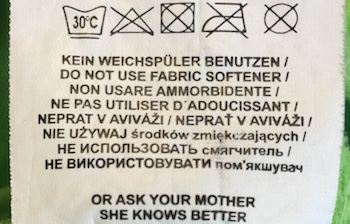 30°C
KEIN WEICHSPÜLER BENUTZEN /
DO NOT USE FABRIC SOFTENER /
NON USARE AMMORBIDENTE /
NE PAS UTILISER D´ADOUCISSANT /
NEPRAT V AVIVÁŽI / NEPRAŤ V AVIVÁŽI /
NIE UŻYWAJ środków zmiękczających /
НЕ ИСПОЛЬЗОВАТЬ смягчитель /
НЕ ВИКОРИСТОВУВАТИ пом'якшувач
OR ASK YOUR MOTHER
SHE KNOWS BETTER